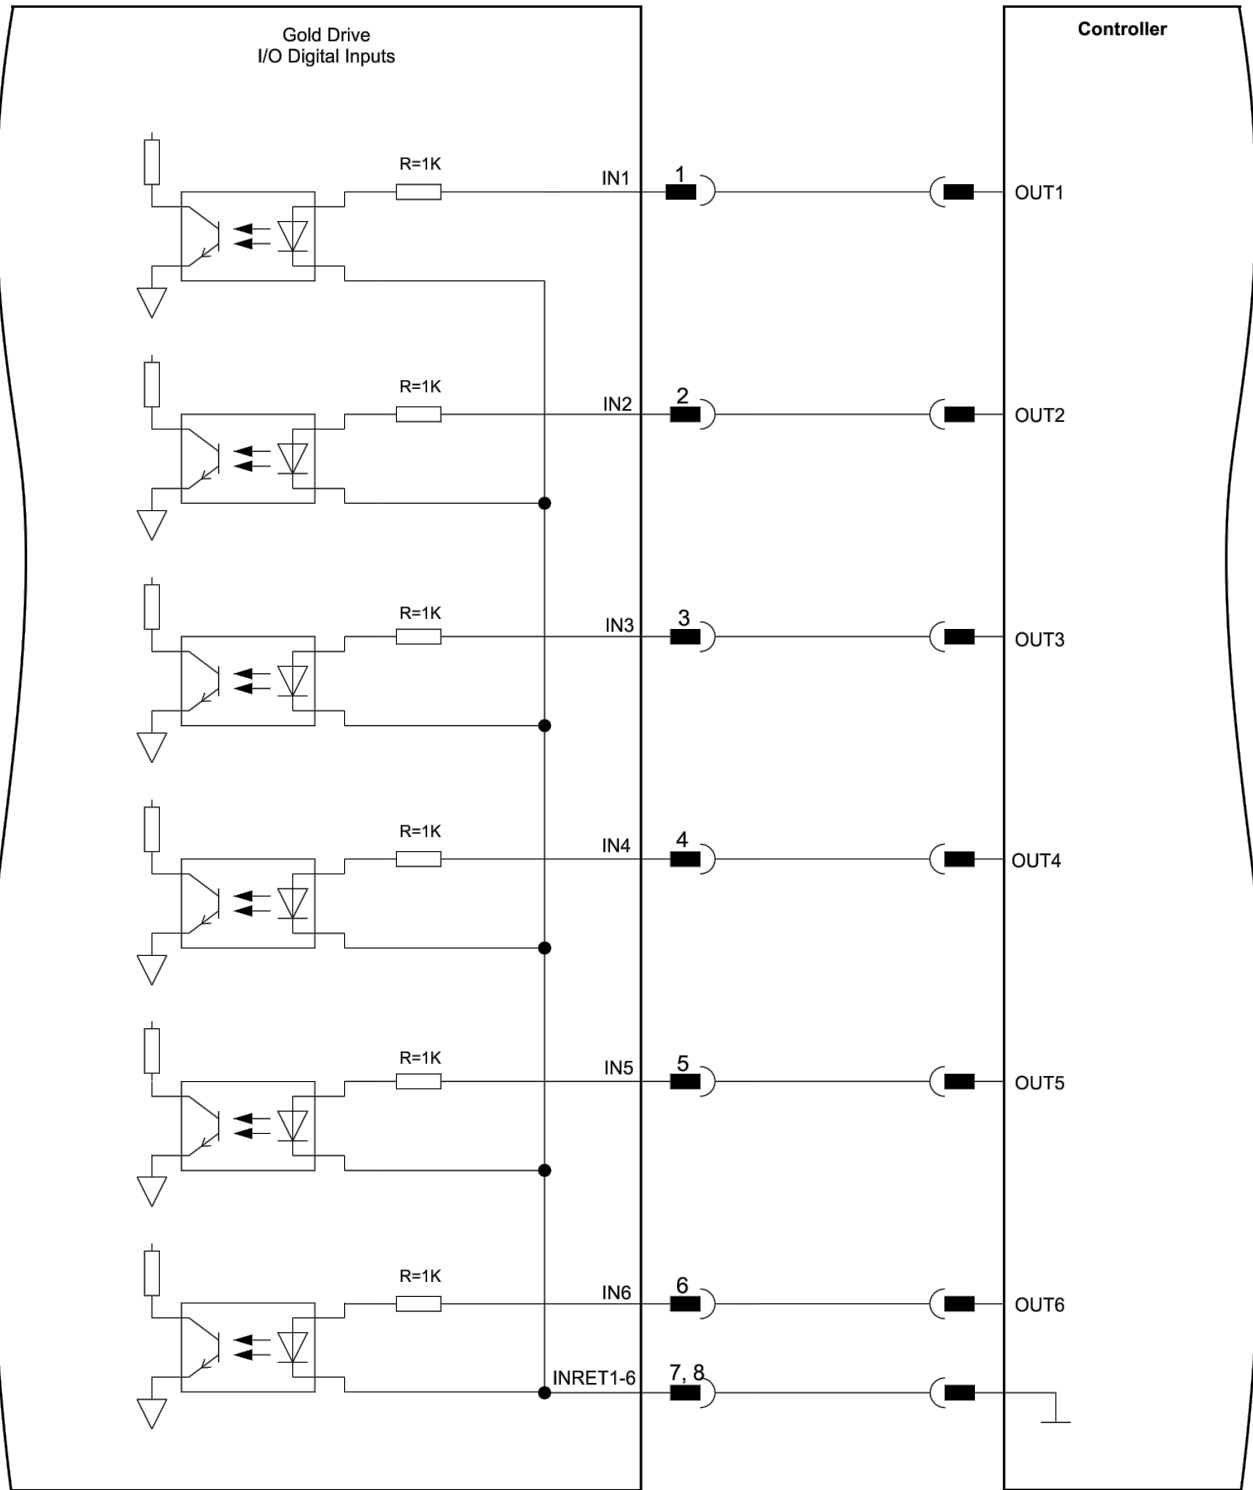 Gold Drive
I/O Digital Inputs
Controller
R=1K
IN1
1
OUT1
R=1K
IN2
2
OUT2
R=1K
IN3
3
OUT3
R=1K
IN4
4
OUT4
R=1K
IN5
5
OUT5
R=1K
IN6
6
OUT6
INRET1-6
7, 8